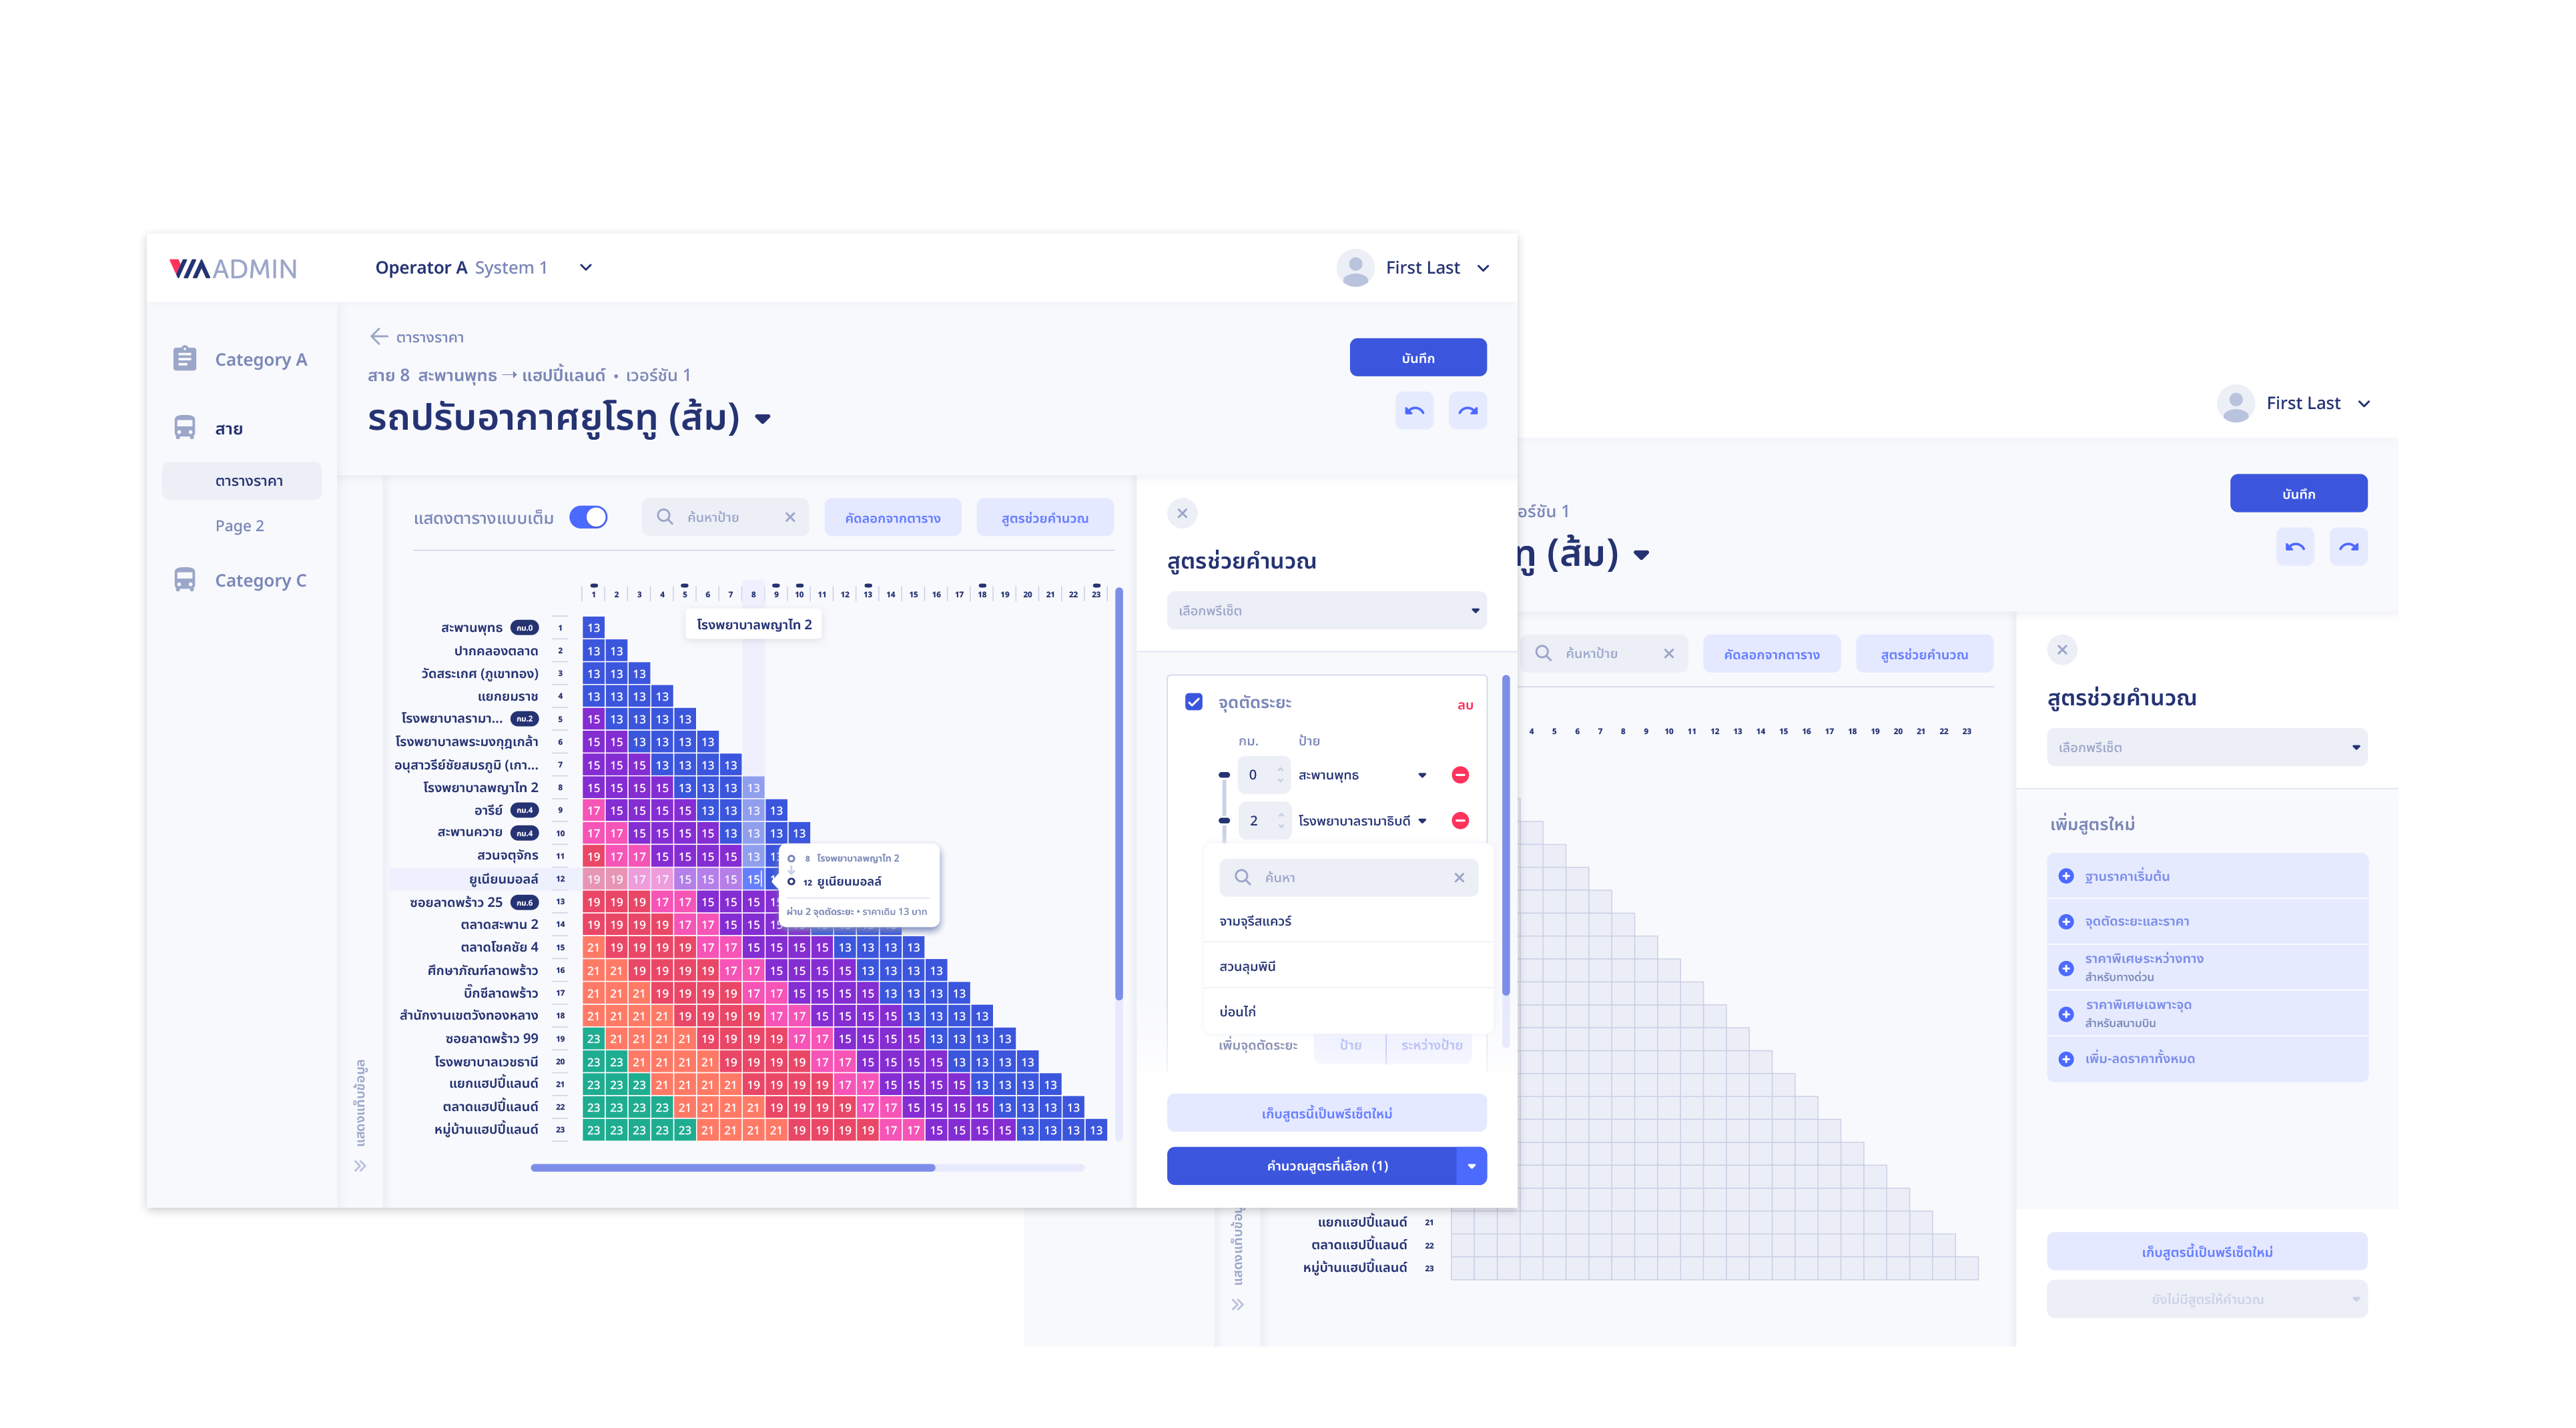 VIA ADMIN
Operator A System 1
First Last
Category A
สาย
ตารางราคา
Page 2
Category C
← ตารางราคา
สาย 8 สะพานพุทธ → แฮปปี้แลนด์ • เวอร์ชัน 1
รถปรับอากาศยูโรทู (ส้ม)
บันทึก
แสดงแท็บข้อมูล
แสดงตารางแบบเต็ม
ค้นหาป้าย
คัดลอกจากตาราง
สูตรช่วยคำนวณ
1 2 3 4 5 6 7 8 9 10 11 12 13 14 15 16 17 18 19 20 21 22 23
โรงพยาบาลพญาไท 2
สะพานพุทธ กม.0 1 13
ปากคลองตลาด 2 13 13
วัดสระเกศ (ภูเขาทอง) 3 13 13 13
แยกยมราช 4 13 13 13 13
โรงพยาบาลรามา... กม.2 5 15 13 13 13 13
โรงพยาบาลพระมงกุฎเกล้า 6 15 15 13 13 13 13
อนุสาวรีย์ชัยสมรภูมิ (เกา... 7 15 15 15 13 13 13 13
โรงพยาบาลพญาไท 2 8 15 15 15 15 13 13 13 13
อารีย์ กม.4 9 17 15 15 15 15 13 13 13 13
สะพานควาย กม.4 10 17 17 15 15 15 15 13 13 13 13
สวนจตุจักร 11 19 17 17 15 15 15 15 13
ยูเนียนมอลล์ 12 19 19 17 17 15 15 15 15
ซอยลาดพร้าว 25 กม.6 13 19 19 19 17 17 15 15 15
ตลาดสะพาน 2 14 19 19 19 19 17 17 15 15
ตลาดโชคชัย 4 15 21 19 19 19 19 17 17 15 15 15 15 13 13 13 13
ศึกษาภัณฑ์ลาดพร้าว 16 21 21 19 19 19 19 17 17 15 15 15 15 13 13 13 13
บิ๊กซีลาดพร้าว 17 21 21 21 19 19 19 19 17 17 15 15 15 15 13 13 13 13
สำนักงานเขตวังทองหลาง 18 21 21 21 21 19 19 19 19 17 17 15 15 15 15 13 13 13 13
ซอยลาดพร้าว 99 19 23 21 21 21 21 19 19 19 19 17 17 15 15 15 15 13 13 13 13
โรงพยาบาลเวชธานี 20 23 23 21 21 21 21 19 19 19 19 17 17 15 15 15 15 13 13 13 13
แยกแฮปปี้แลนด์ 21 23 23 23 21 21 21 21 19 19 19 19 17 17 15 15 15 15 13 13 13 13
ตลาดแฮปปี้แลนด์ 22 23 23 23 23 21 21 21 21 19 19 19 19 17 17 15 15 15 15 13 13 13 13
หมู่บ้านแฮปปี้แลนด์ 23 23 23 23 23 23 21 21 21 21 19 19 19 19 17 17 15 15 15 15 13 13 13 13
8 โรงพยาบาลพญาไท 2
12 ยูเนียนมอลล์
ผ่าน 2 จุดตัดระยะ • ราคาเดิม 13 บาท
สูตรช่วยคำนวณ
เลือกพรีเซ็ต
จุดตัดระยะ
ลบ
กม. ป้าย
0 สะพานพุทธ
2 โรงพยาบาลรามาธิบดี
ค้นหา
จามจุรีสแควร์
สวนลุมพินี
บ่อนไก่
เพิ่มจุดตัดระยะ ป้าย ระหว่างป้าย
เก็บสูตรนี้เป็นพรีเซ็ตใหม่
คำนวณสูตรที่เลือก (1)
First Last
อร์ชัน 1
ทู (ส้ม)
บันทึก
ค้นหาป้าย
คัดลอกจากตาราง
สูตรช่วยคำนวณ
4 5 6 7 8 9 10 11 12 13 14 15 16 17 18 19 20 21 22 23
แยกแฮปปี้แลนด์ 21
ตลาดแฮปปี้แลนด์ 22
หมู่บ้านแฮปปี้แลนด์ 23
สูตรช่วยคำนวณ
เลือกพรีเซ็ต
เพิ่มสูตรใหม่
ฐานราคาเริ่มต้น
จุดตัดระยะและราคา
ราคาพิเศษระหว่างทาง
สำหรับทางด่วน
ราคาพิเศษเฉพาะจุด
สำหรับสนามบิน
เพิ่ม-ลดราคาทั้งหมด
เก็บสูตรนี้เป็นพรีเซ็ตใหม่
ยังไม่มีสูตรให้คำนวณ